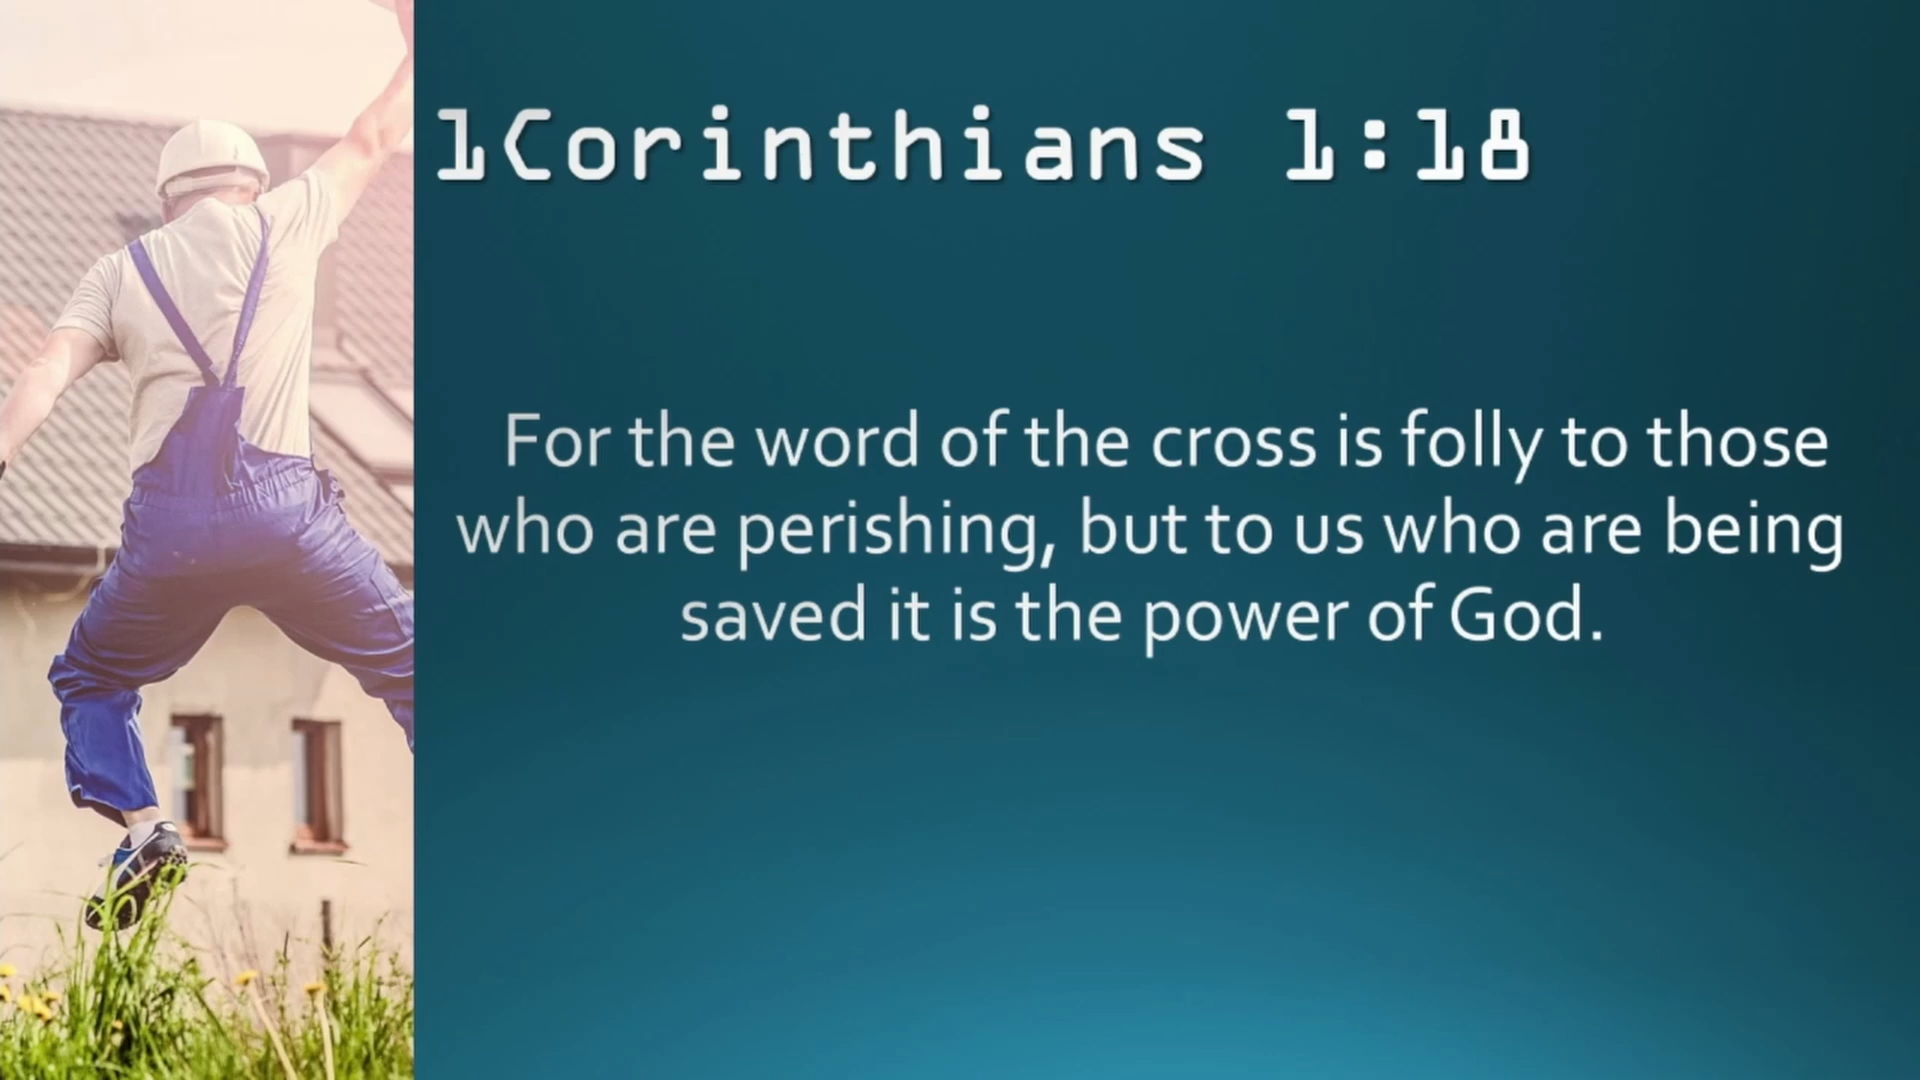 1Corinthians 1:18
For the word of the cross is folly to those
who are perishing, but to us who are being
saved it is the power of God.